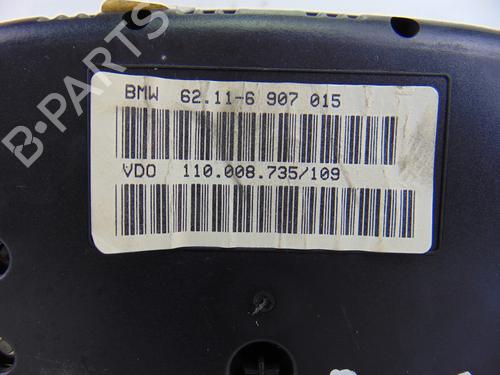 B-PARTS
BMW 62.11-6 907 015
VDO 110.008.735/109